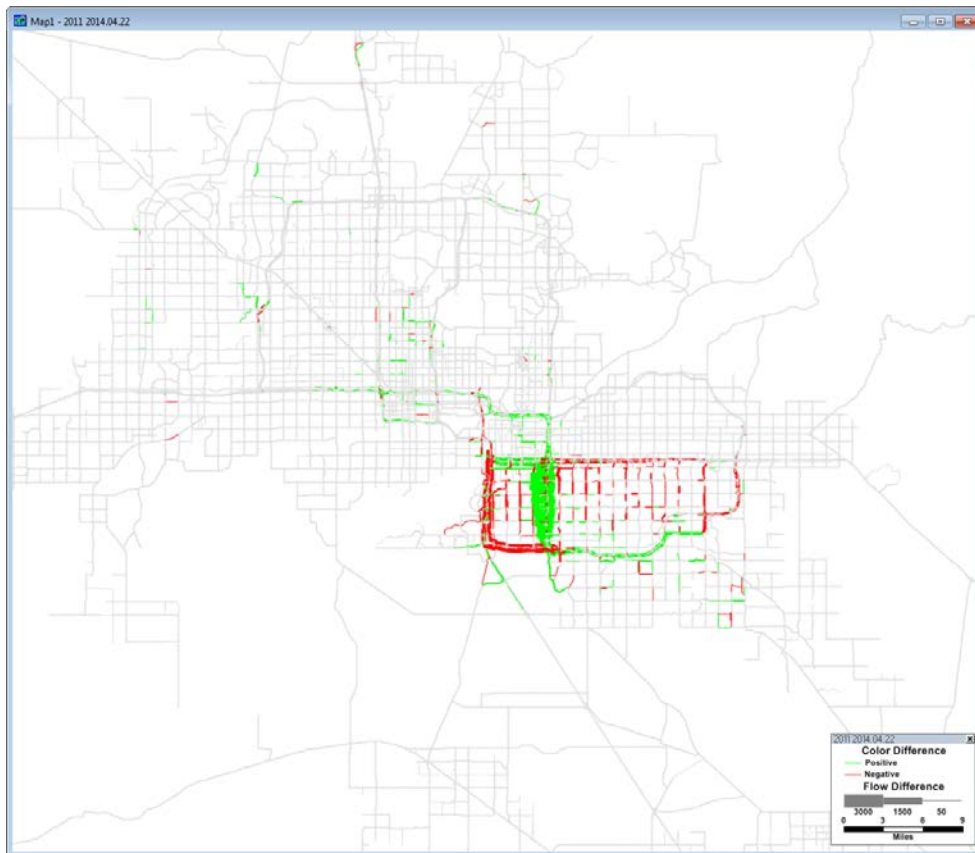 Map1 - 2011 2014.04.22
2011 2014.04.22
Color Difference
Positive
Negative
Flow Difference
3000 1500 50
0 3 6 9
Miles